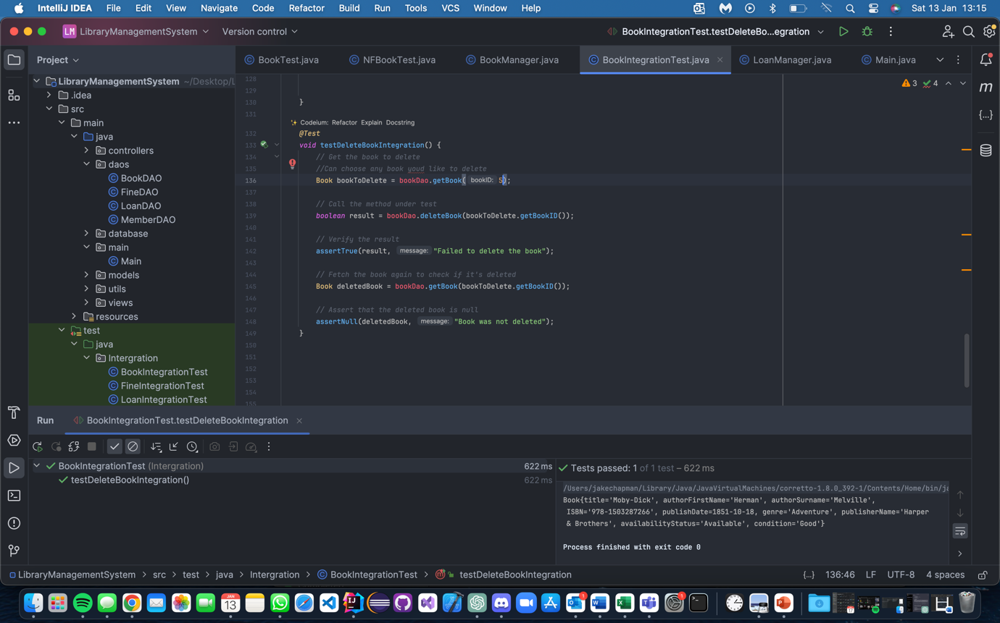 IntelliJ IDEA File Edit View Navigate Code Refactor Build Run Tools VCS Window Help Sat 13 Jan 13:15
LM LibraryManagementSystem Version control BookIntegrationTest.testDeleteBo...egration
Project BookTest.java NFBookTest.java BookManager.java BookIntegrationTest.java LoanManager.java Main.java
LibraryManagementSystem ~/Desktop/L
.idea
src
main
java
controllers
daos
BookDAO
FineDAO
LoanDAO
MemberDAO
database
main
Main
models
utils
views
resources
test
java
Intergration
BookIntegrationTest
FineIntegrationTest
LoanIntegrationTest
3 4
128
129
130 }
131
Codeium: Refactor Explain Docstring
132 @Test
133 void testDeleteBookIntegration() {
134 // Get the book to delete
135 //Can choose any book youd like to delete
136 Book bookToDelete = bookDao.getBook( bookID: 5);
137
138 // Call the method under test
139 boolean result = bookDao.deleteBook(bookToDelete.getBookID());
140
141 // Verify the result
142 assertTrue(result, message: "Failed to delete the book");
143
144 // Fetch the book again to check if it's deleted
145 Book deletedBook = bookDao.getBook(bookToDelete.getBookID());
146
147 // Assert that the deleted book is null
148 assertNull(deletedBook, message: "Book was not deleted");
149 }
150
151
152
153
154
155
m
{...}
Run BookIntegrationTest.testDeleteBookIntegration
BookIntegrationTest (Intergration) 622 ms
testDeleteBookIntegration() 622 ms
Tests passed: 1 of 1 test – 622 ms
/Users/jakechapman/Library/Java/JavaVirtualMachines/corretto-1.8.0_392-1/Contents/Home/bin/ja
Book{title='Moby-Dick', authorFirstName='Herman', authorSurname='Melville',
ISBN='978-1503287266', publishDate=1851-10-18, genre='Adventure', publisherName='Harper
& Brothers', availabilityStatus='Available', condition='Good'}
Process finished with exit code 0
LibraryManagementSystem > src > test > java > Intergration > BookIntegrationTest > testDeleteBookIntegration {...} 136:46 LF UTF-8 4 spaces
JAN
13
1
1